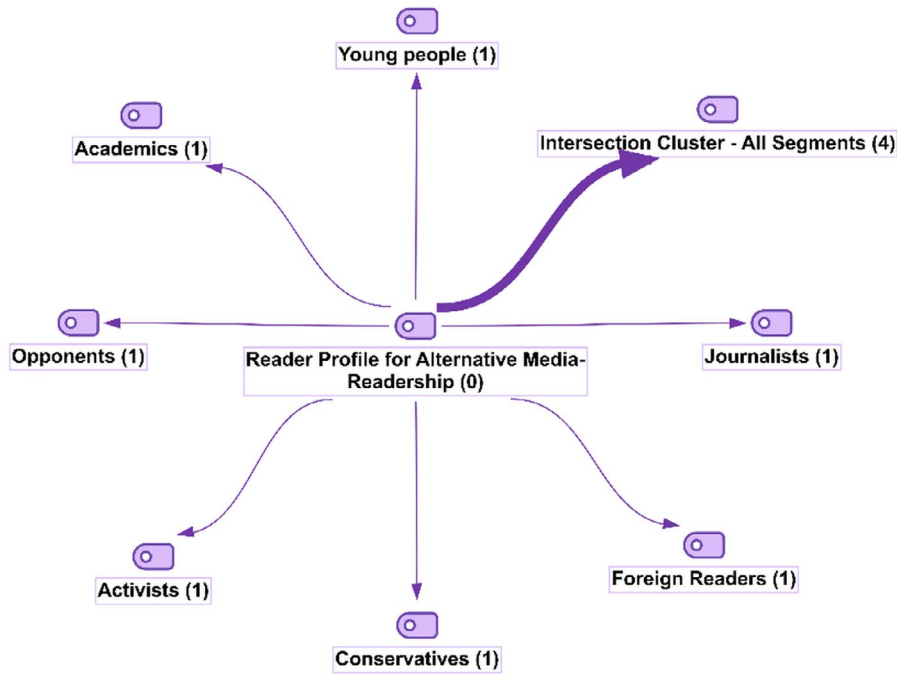 Young people (1)
Academics (1)
Intersection Cluster - All Segments (4)
Opponents (1)
Reader Profile for Alternative Media-
Readership (0)
Journalists (1)
Activists (1)
Foreign Readers (1)
Conservatives (1)